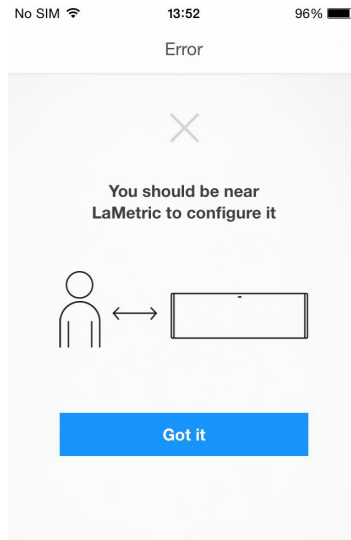 No SIM 13:52 96%
Error
You should be near
LaMetric to configure it
Got it